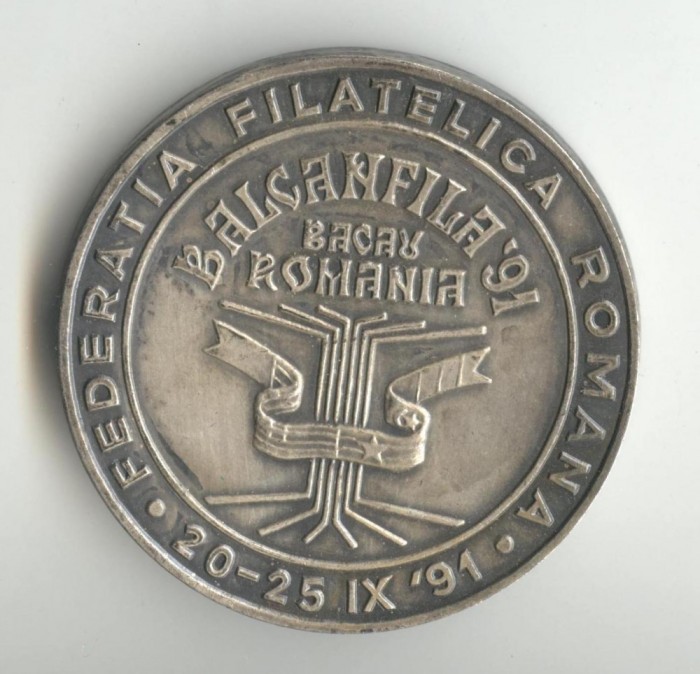 FEDERATIA FILATELICA ROMANA
BALCANFILA '91
BACAU
ROMANIA
• 20-25 IX '91 •